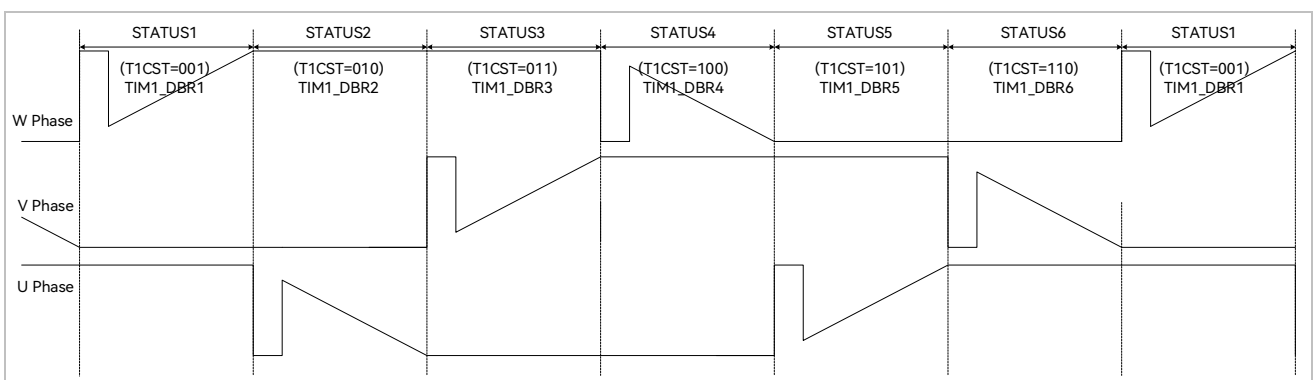 STATUS1 STATUS2 STATUS3 STATUS4 STATUS5 STATUS6 STATUS1
(T1CST=001) (T1CST=010) (T1CST=011) (T1CST=100) (T1CST=101) (T1CST=110) (T1CST=001)
TIM1_DBR1 TIM1_DBR2 TIM1_DBR3 TIM1_DBR4 TIM1_DBR5 TIM1_DBR6 TIM1_DBR1
W Phase
V Phase
U Phase